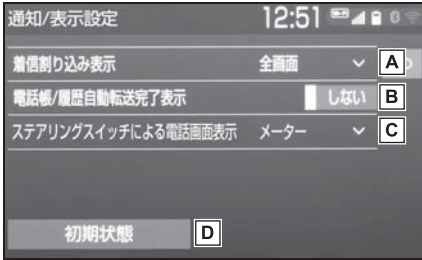 通知/表示設定 12:51
着信割り込み表示 全画面 A
電話帳/履歴自動転送完了表示 しない B
ステアリングスイッチによる電話画面表示 メーター C
初期状態 D